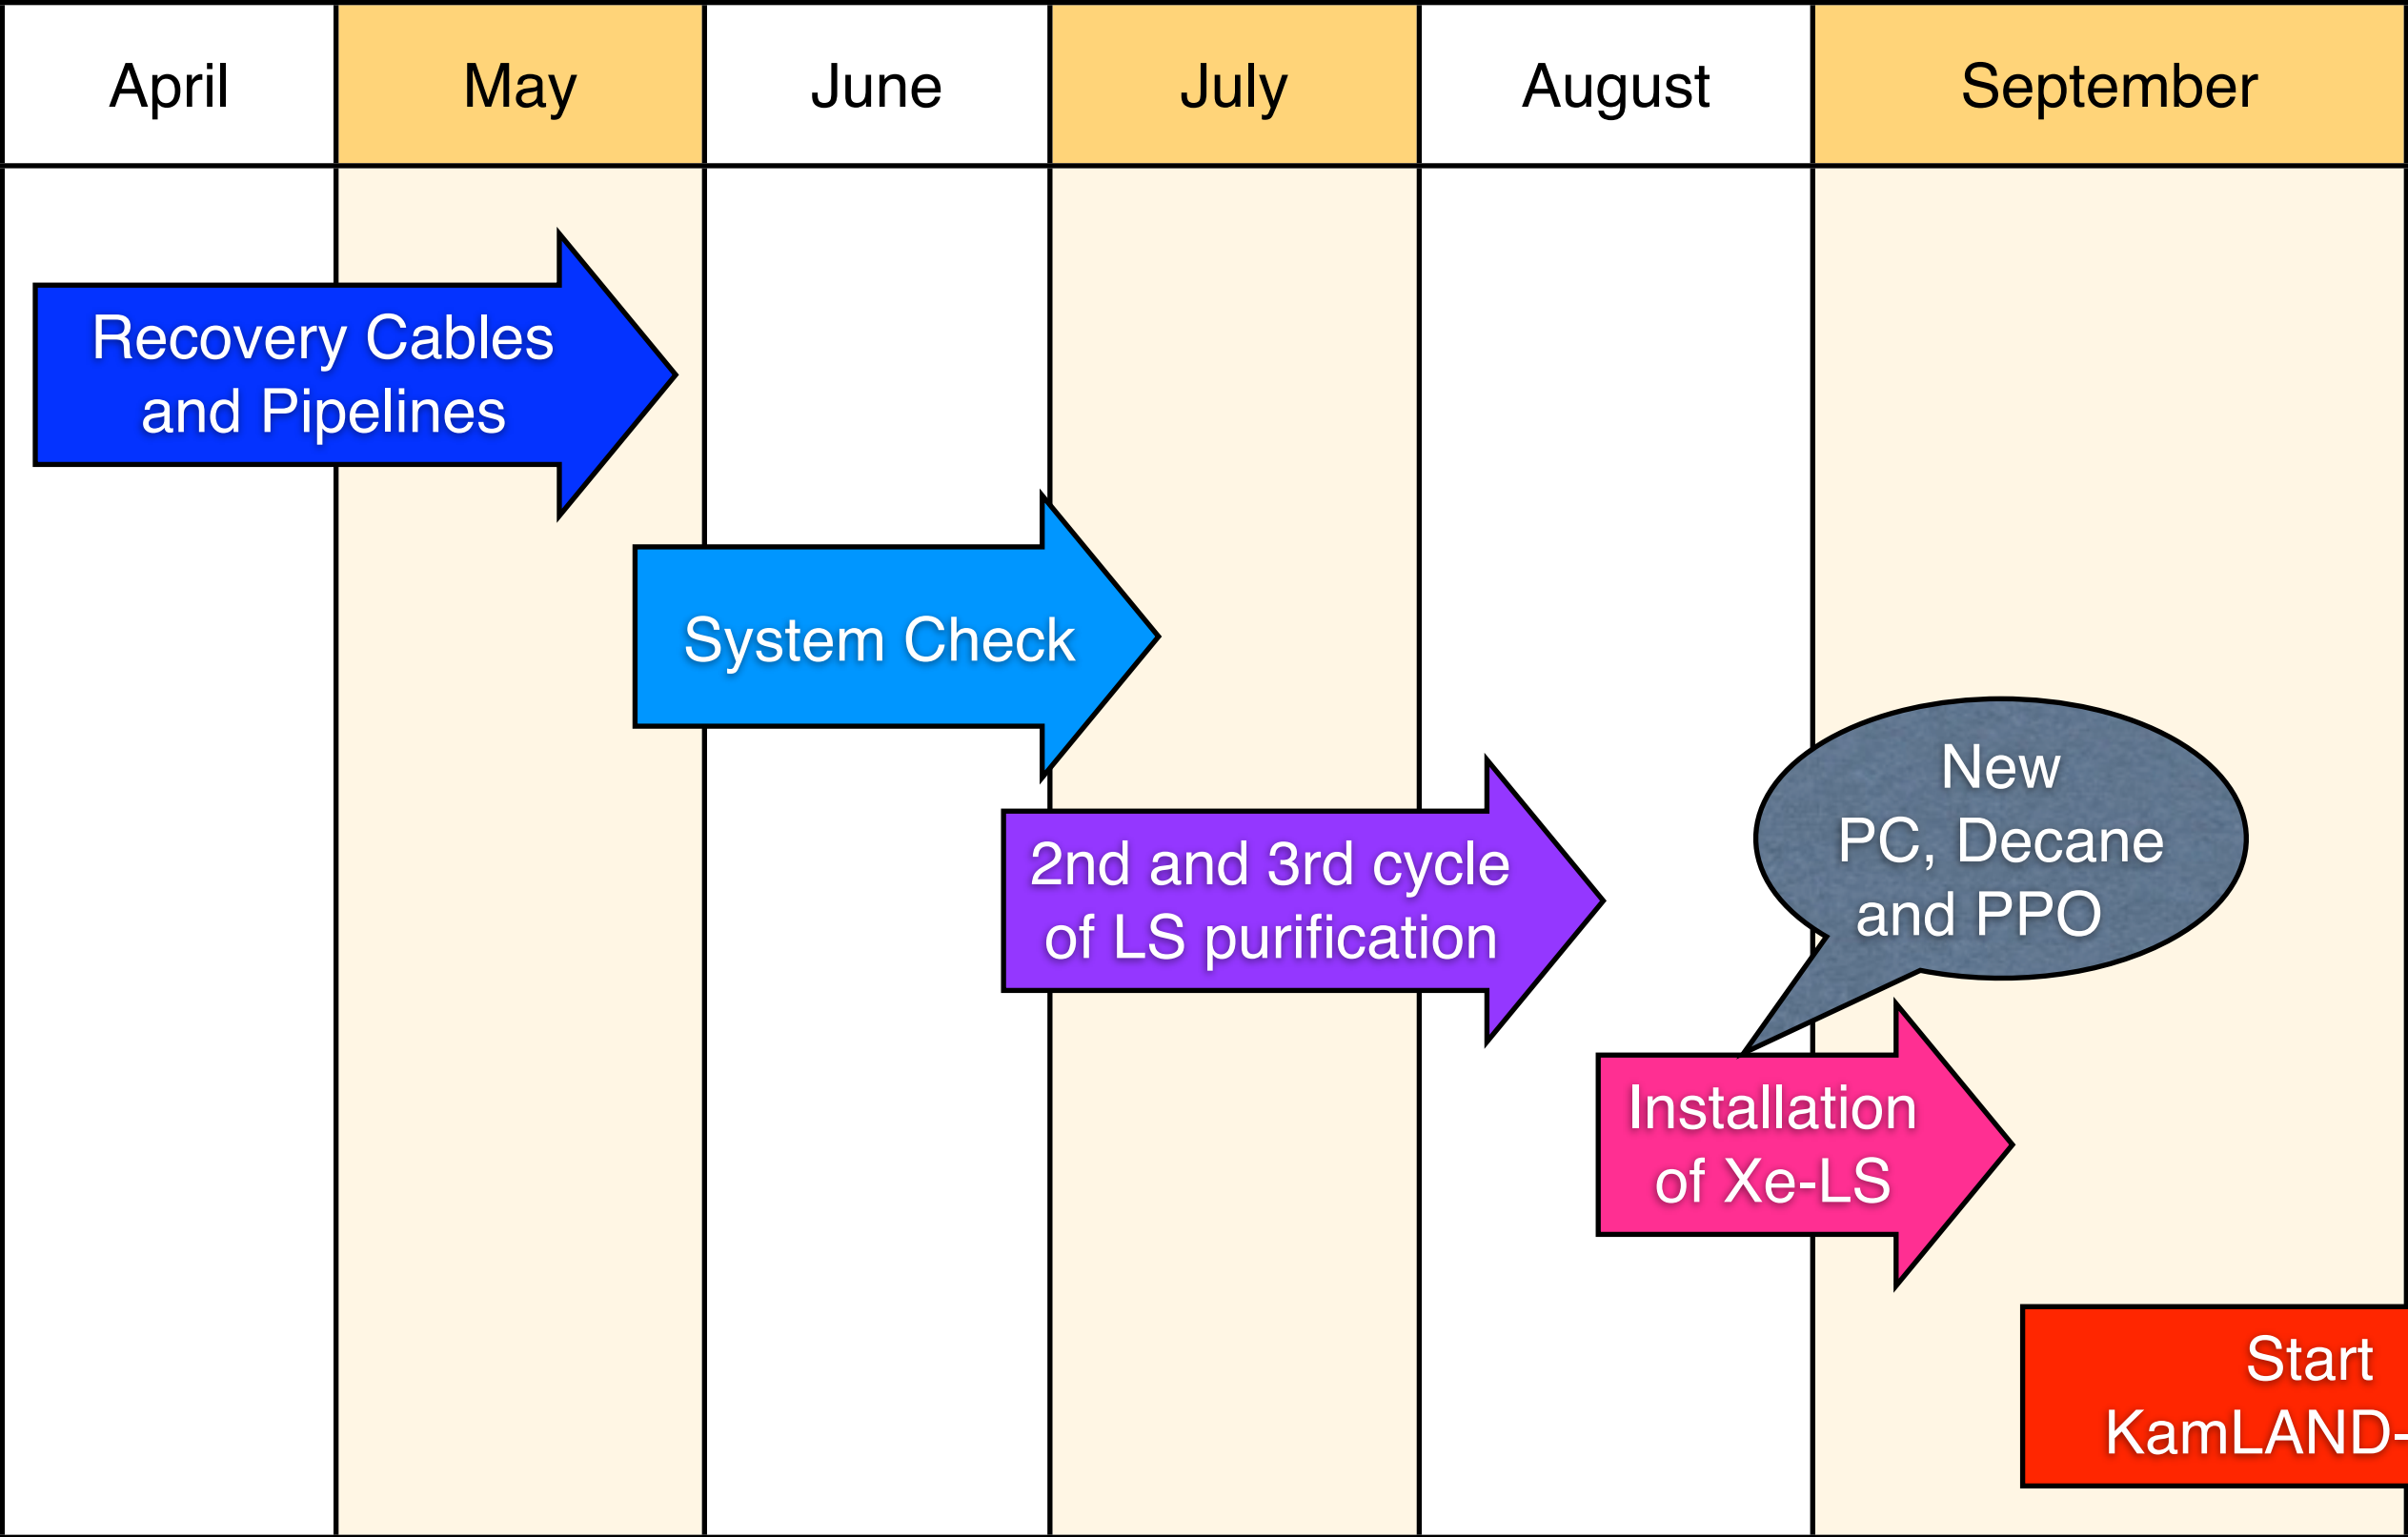 April
May
June
July
August
September
Recovery Cables
and Pipelines
System Check
2nd and 3rd cycle
of LS purification
New
PC, Decane
and PPO
Installation
of Xe-LS
Start
KamLAND-